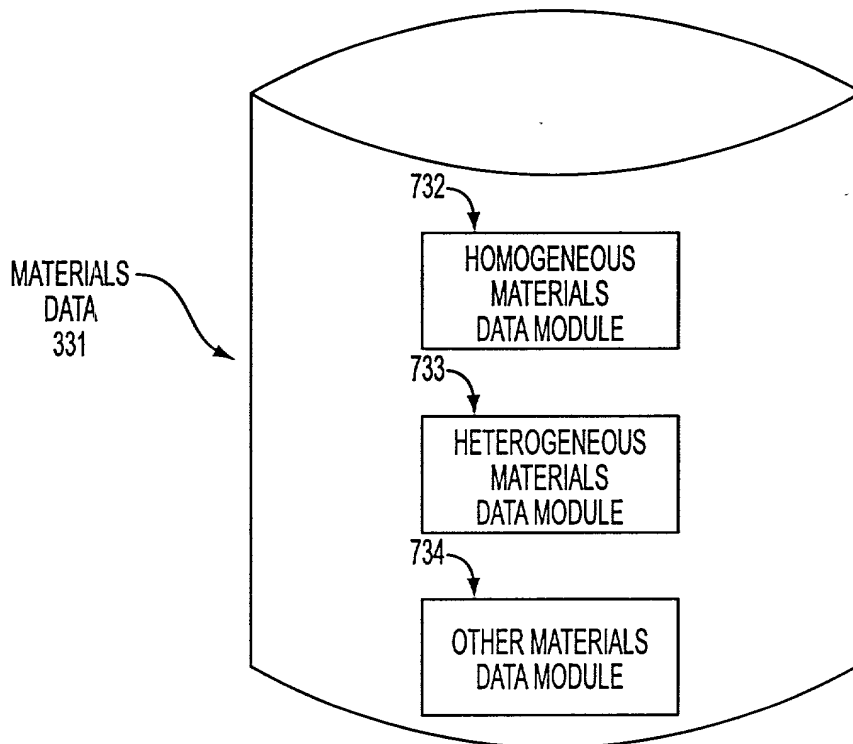 732
HOMOGENEOUS
MATERIALS
DATA MODULE
MATERIALS
DATA
331
733
HETEROGENEOUS
MATERIALS
DATA MODULE
734
OTHER MATERIALS
DATA MODULE